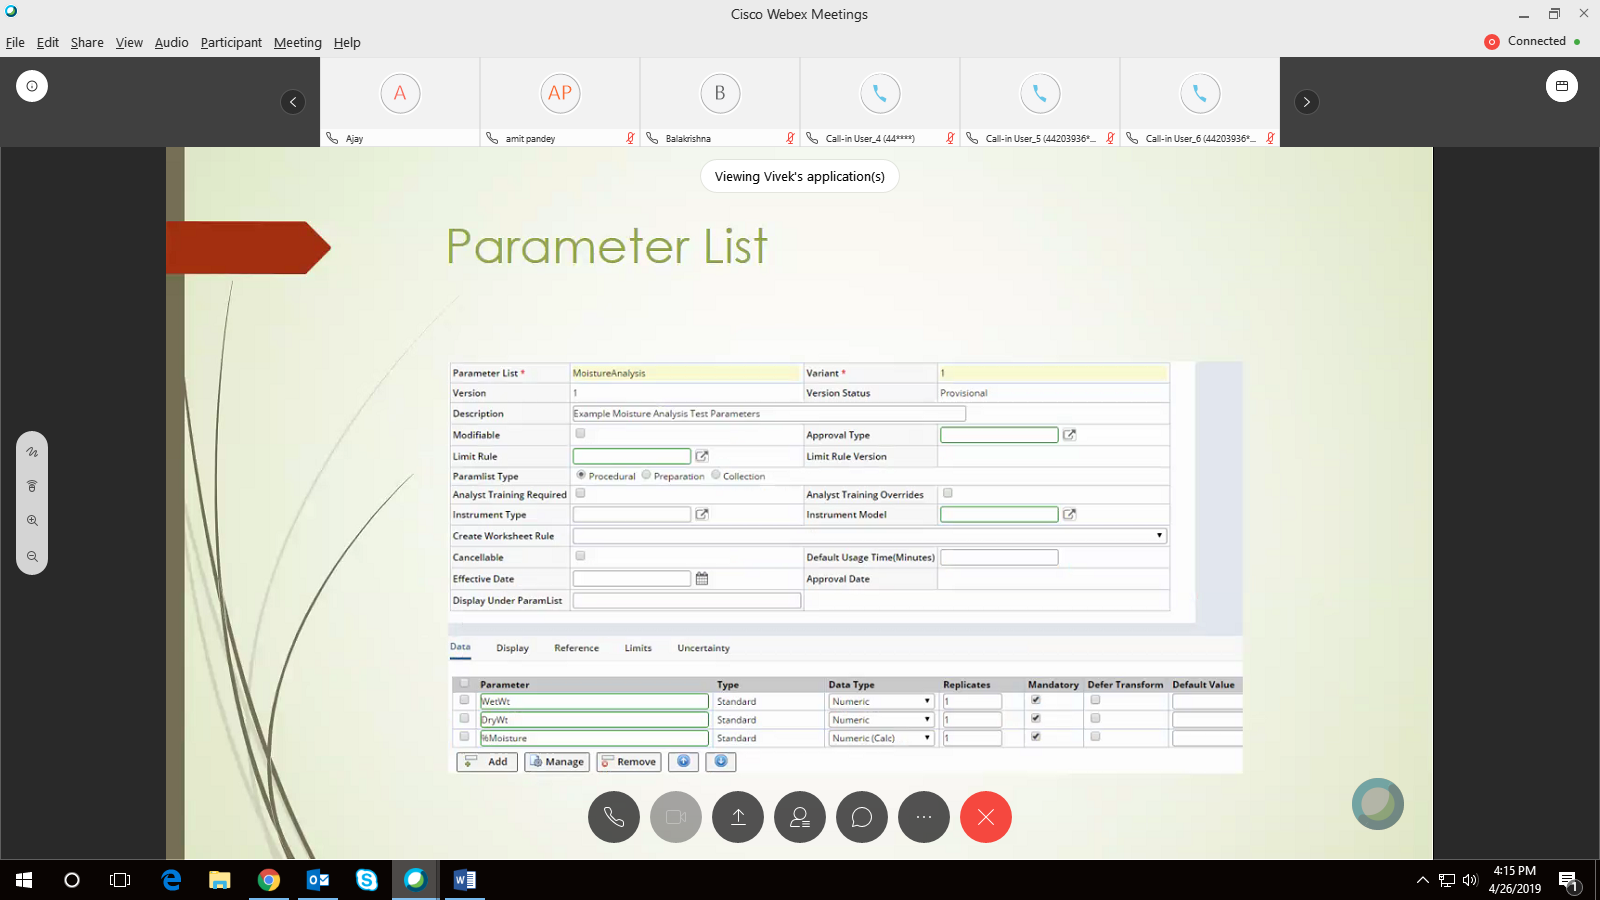 Cisco Webex Meetings
File Edit Share View Audio Participant Meeting Help
Connected
A AP B
Ajay amit pandey Balakrishna Call-in User_4 (44****) Call-in User_5 (44203936*... Call-in User_6 (44203936*...
Viewing Vivek's application(s)
Parameter List
Parameter List * MoistureAnalysis Variant * 1
Version 1 Version Status Provisional
Description Example Moisture Analysis Test Parameters
Modifiable Approval Type
Limit Rule Limit Rule Version
Paramlist Type Procedural Preparation Collection
Analyst Training Required Analyst Training Overrides
Instrument Type Instrument Model
Create Worksheet Rule
Cancellable Default Usage Time(Minutes)
Effective Date Approval Date
Display Under ParamList
Data Display Reference Limits Uncertainty
Parameter Type Data Type Replicates Mandatory Defer Transform Default Value
WetWt Standard Numeric 1
DryWt Standard Numeric 1
%Moisture Standard Numeric (Calc) 1
Add Manage Remove
4:15 PM
4/26/2019
1